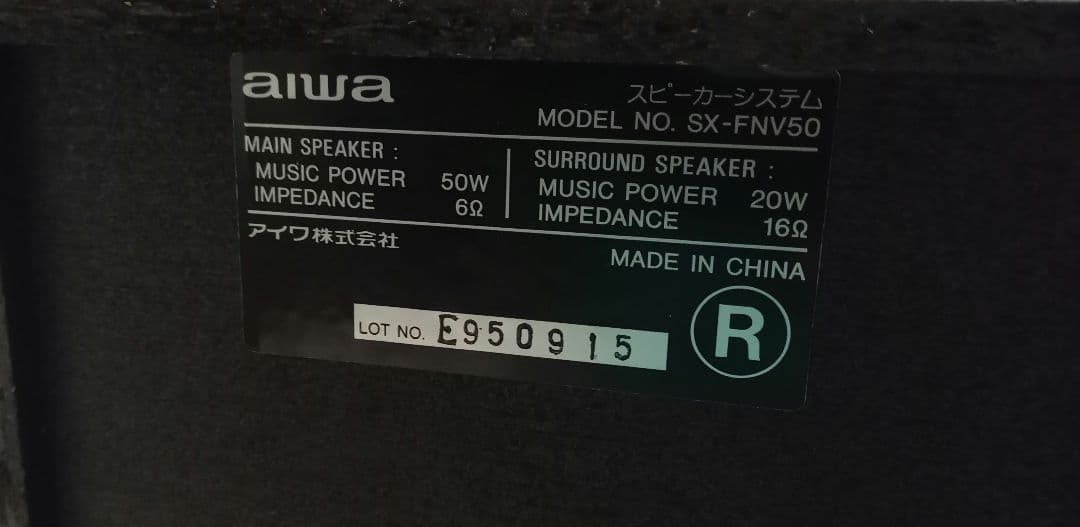 aiwa
スピーカーシステム
MODEL NO. SX-FNV50
MAIN SPEAKER :
MUSIC POWER 50W
IMPEDANCE 6Ω
SURROUND SPEAKER :
MUSIC POWER 20W
IMPEDANCE 16Ω
アイワ株式会社
MADE IN CHINA
LOT NO. E950915
R